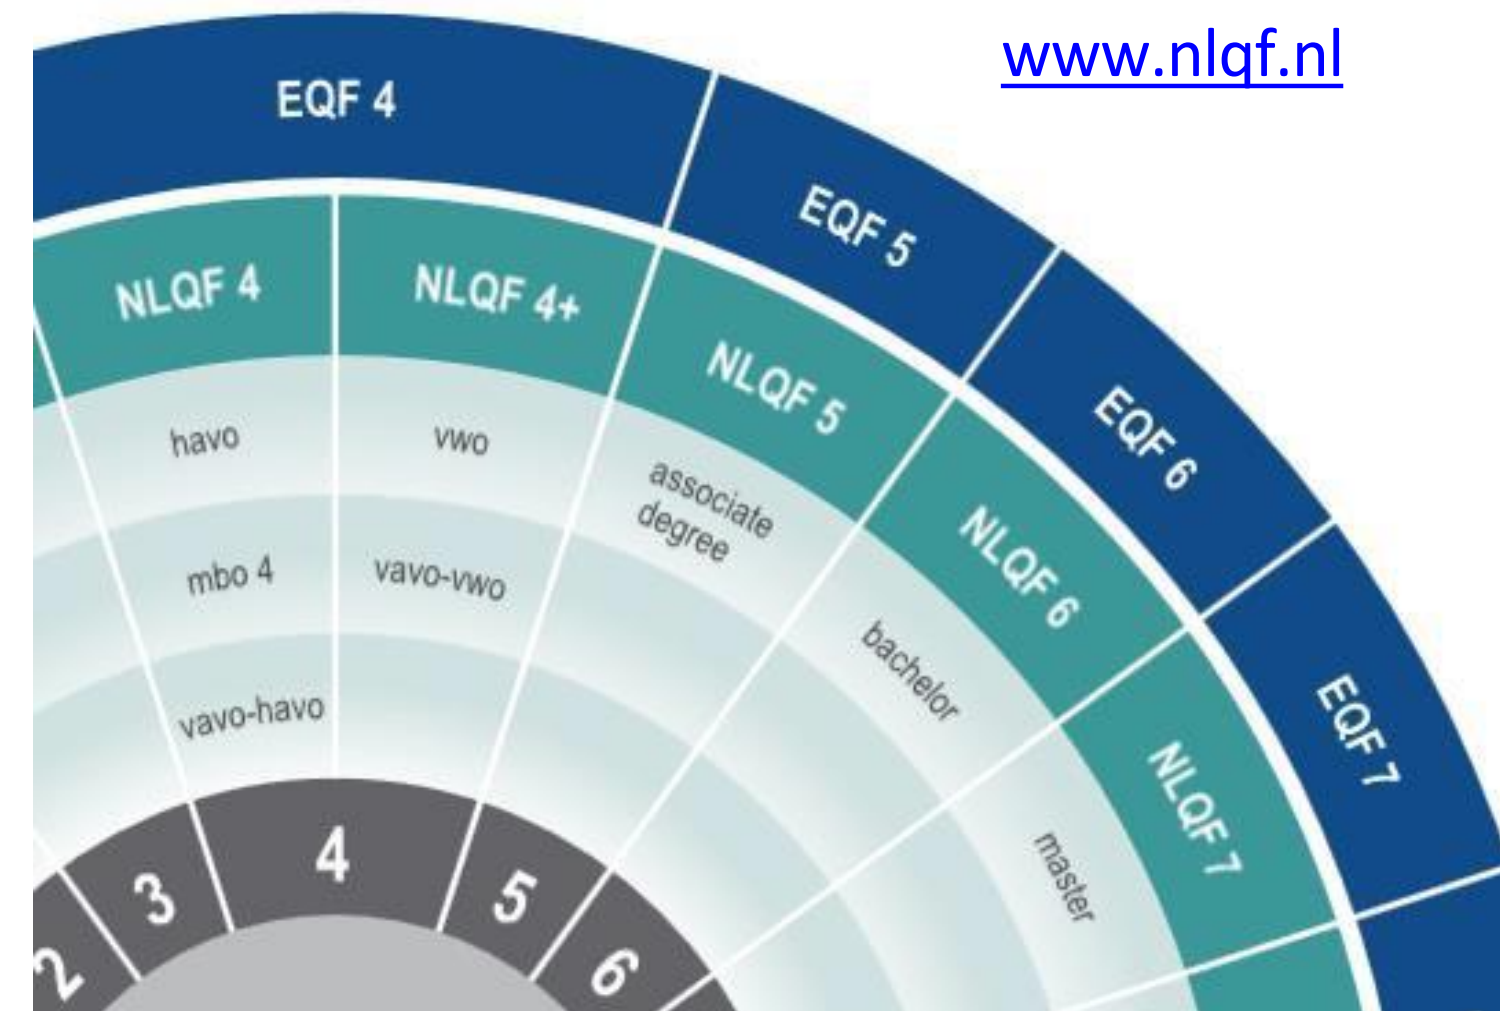 www.nlqf.nl
EQF 4
EQF 5
EQF 6
EQF 7
NLQF 4
NLQF 4+
NLQF 5
NLQF 6
NLQF 7
havo
vwo
associate
degree
bachelor
master
mbo 4
vavo-vwo
vavo-havo
2
3
4
5
6